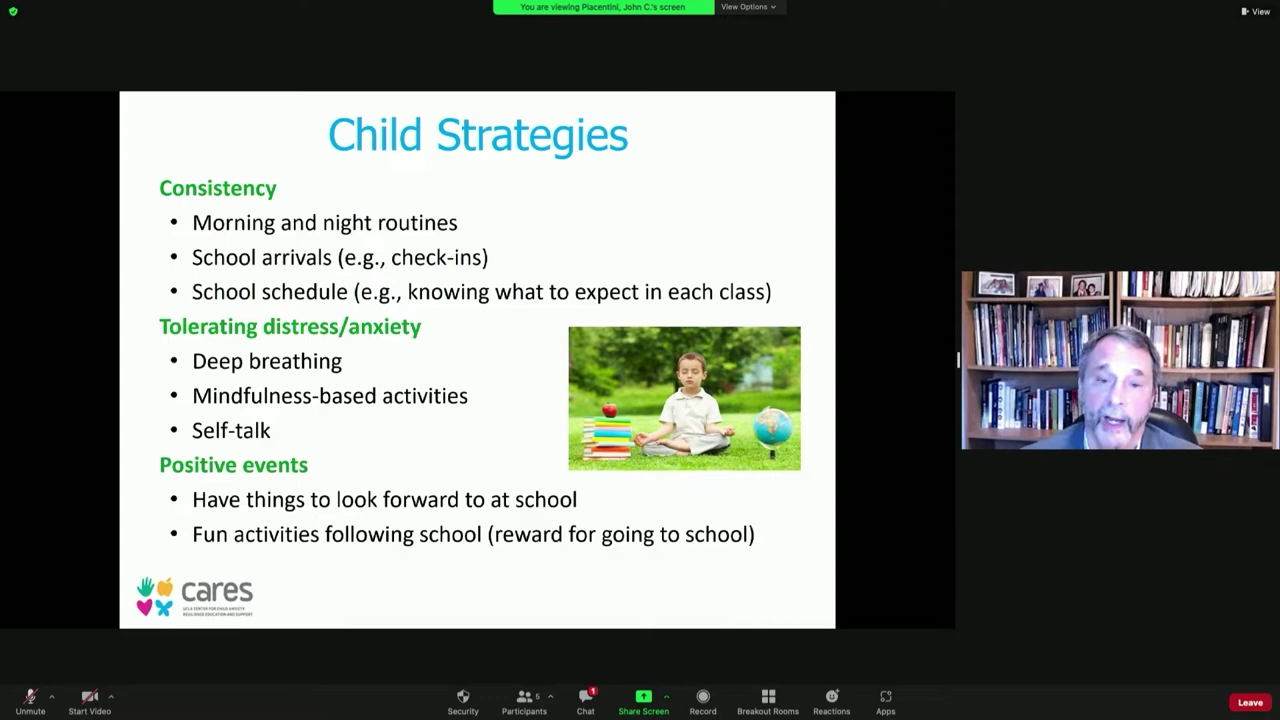 You are viewing Piacentini, John C.'s screen
View Options
View
Child Strategies
Consistency
• Morning and night routines
• School arrivals (e.g., check-ins)
• School schedule (e.g., knowing what to expect in each class)
Tolerating distress/anxiety
• Deep breathing
• Mindfulness-based activities
• Self-talk
Positive events
• Have things to look forward to at school
• Fun activities following school (reward for going to school)
cares
UCLA CENTER FOR CHILD ANXIETY
RESILIENCE EDUCATION AND SUPPORT
Unmute
Start Video
Security
Participants
5
Chat
1
Share Screen
Record
Breakout Rooms
Reactions
Apps
Leave